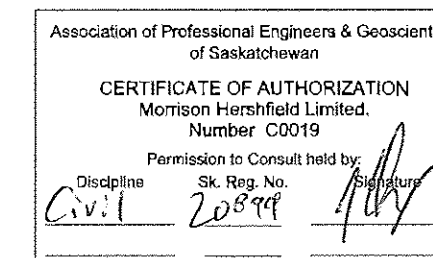 Association of Professional Engineers & Geoscient
of Saskatchewan
CERTIFICATE OF AUTHORIZATION
Morrison Hershfield Limited.
Number C0019
Permission to Consult held by:
Discipline Sk. Reg. No. Signature
Civil